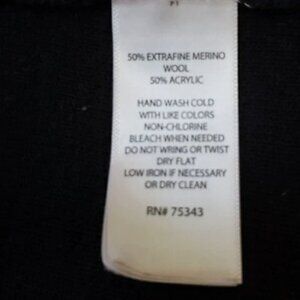 50% EXTRAFINE MERINO
WOOL
50% ACRYLIC
HAND WASH COLD
WITH LIKE COLORS
NON-CHLORINE
BLEACH WHEN NEEDED
DO NOT WRING OR TWIST
DRY FLAT
LOW IRON IF NECESSARY
OR DRY CLEAN
RN# 75343